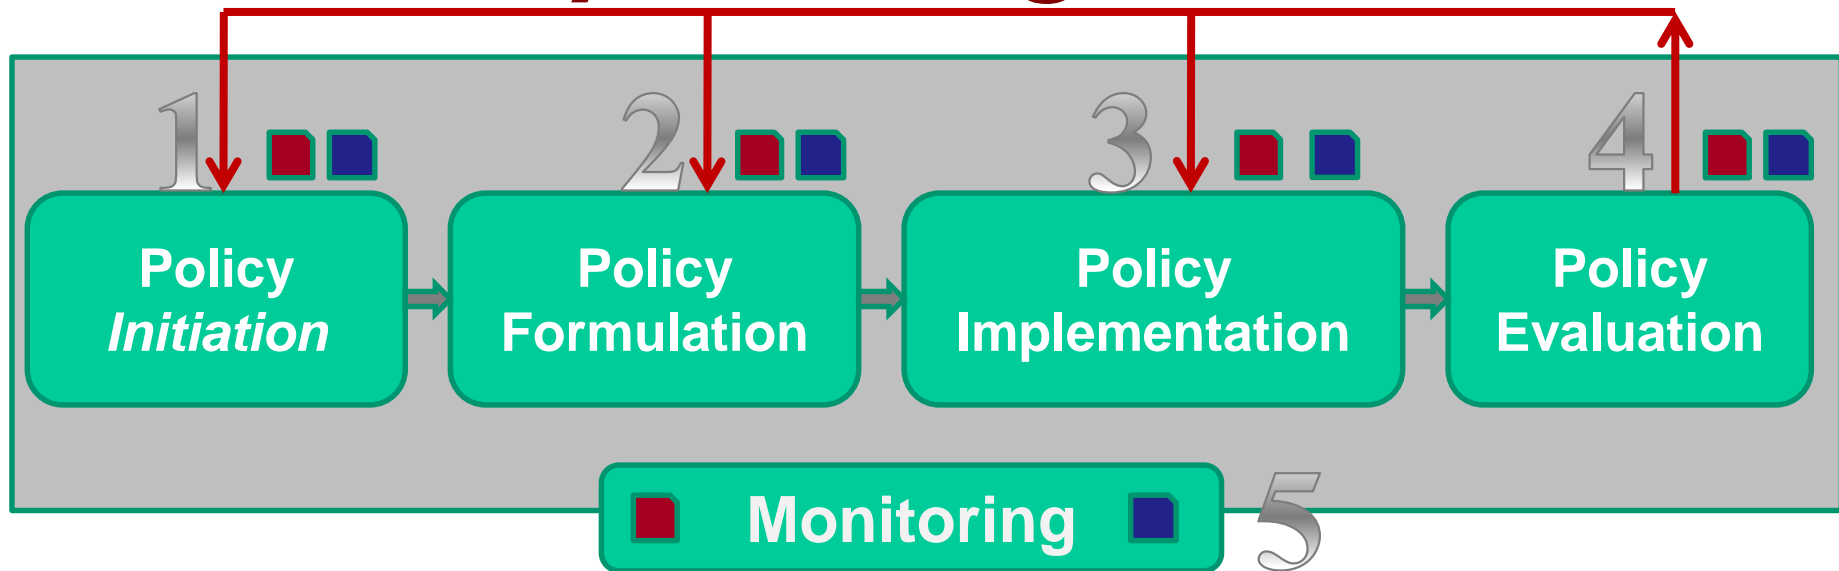 1
2
3
4
Policy
Initiation
Policy
Formulation
Policy
Implementation
Policy
Evaluation
Monitoring
5